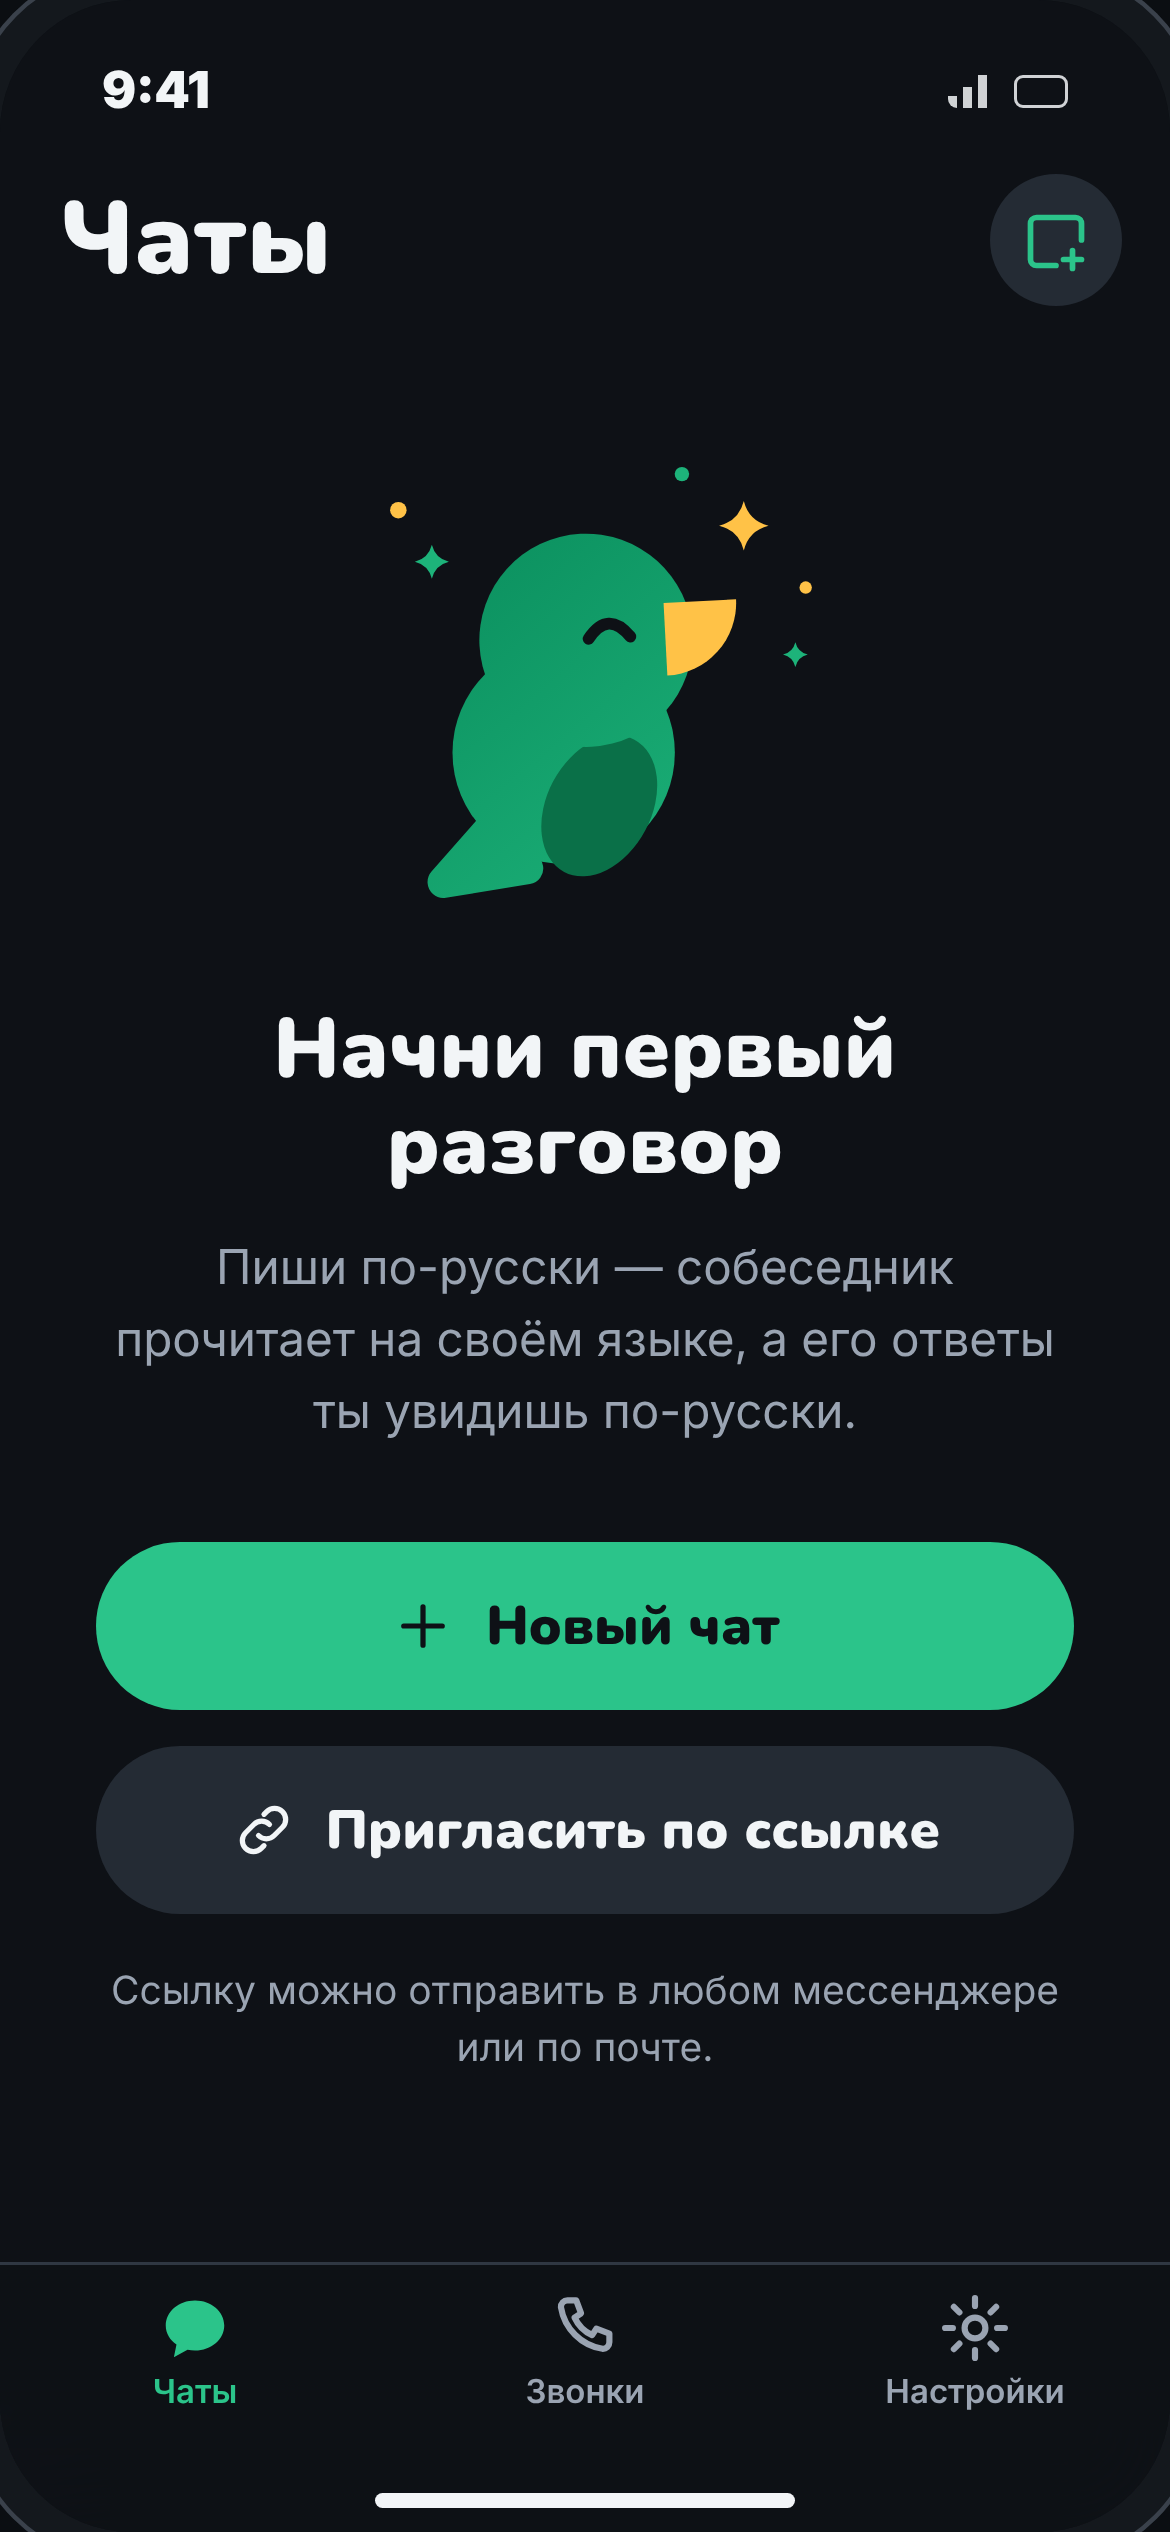 9:41
Чаты
Начни первый
разговор
Пиши по-русски — собеседник
прочитает на своём языке, а его ответы
ты увидишь по-русски.
Новый чат
Пригласить по ссылке
Ссылку можно отправить в любом мессенджере
или по почте.
Чаты
Звонки
Настройки